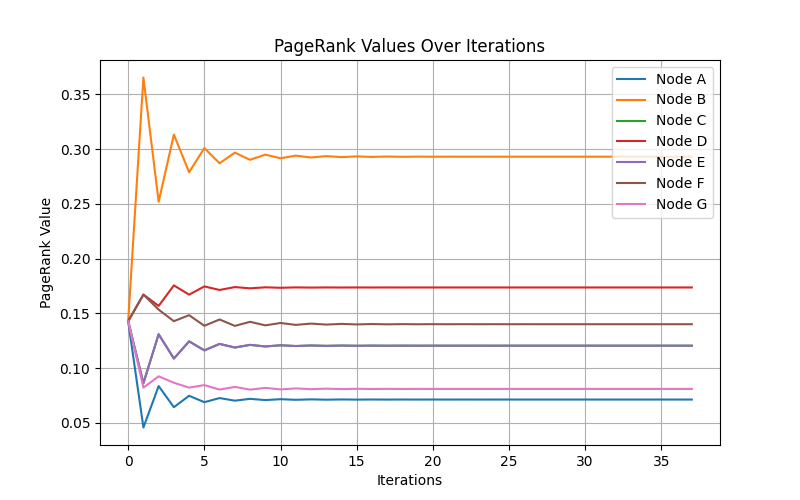 PageRank Values Over Iterations
PageRank Value
0.35
0.30
0.25
0.20
0.15
0.10
0.05
Node A
Node B
Node C
Node D
Node E
Node F
Node G
0 5 10 15 20 25 30 35
Iterations